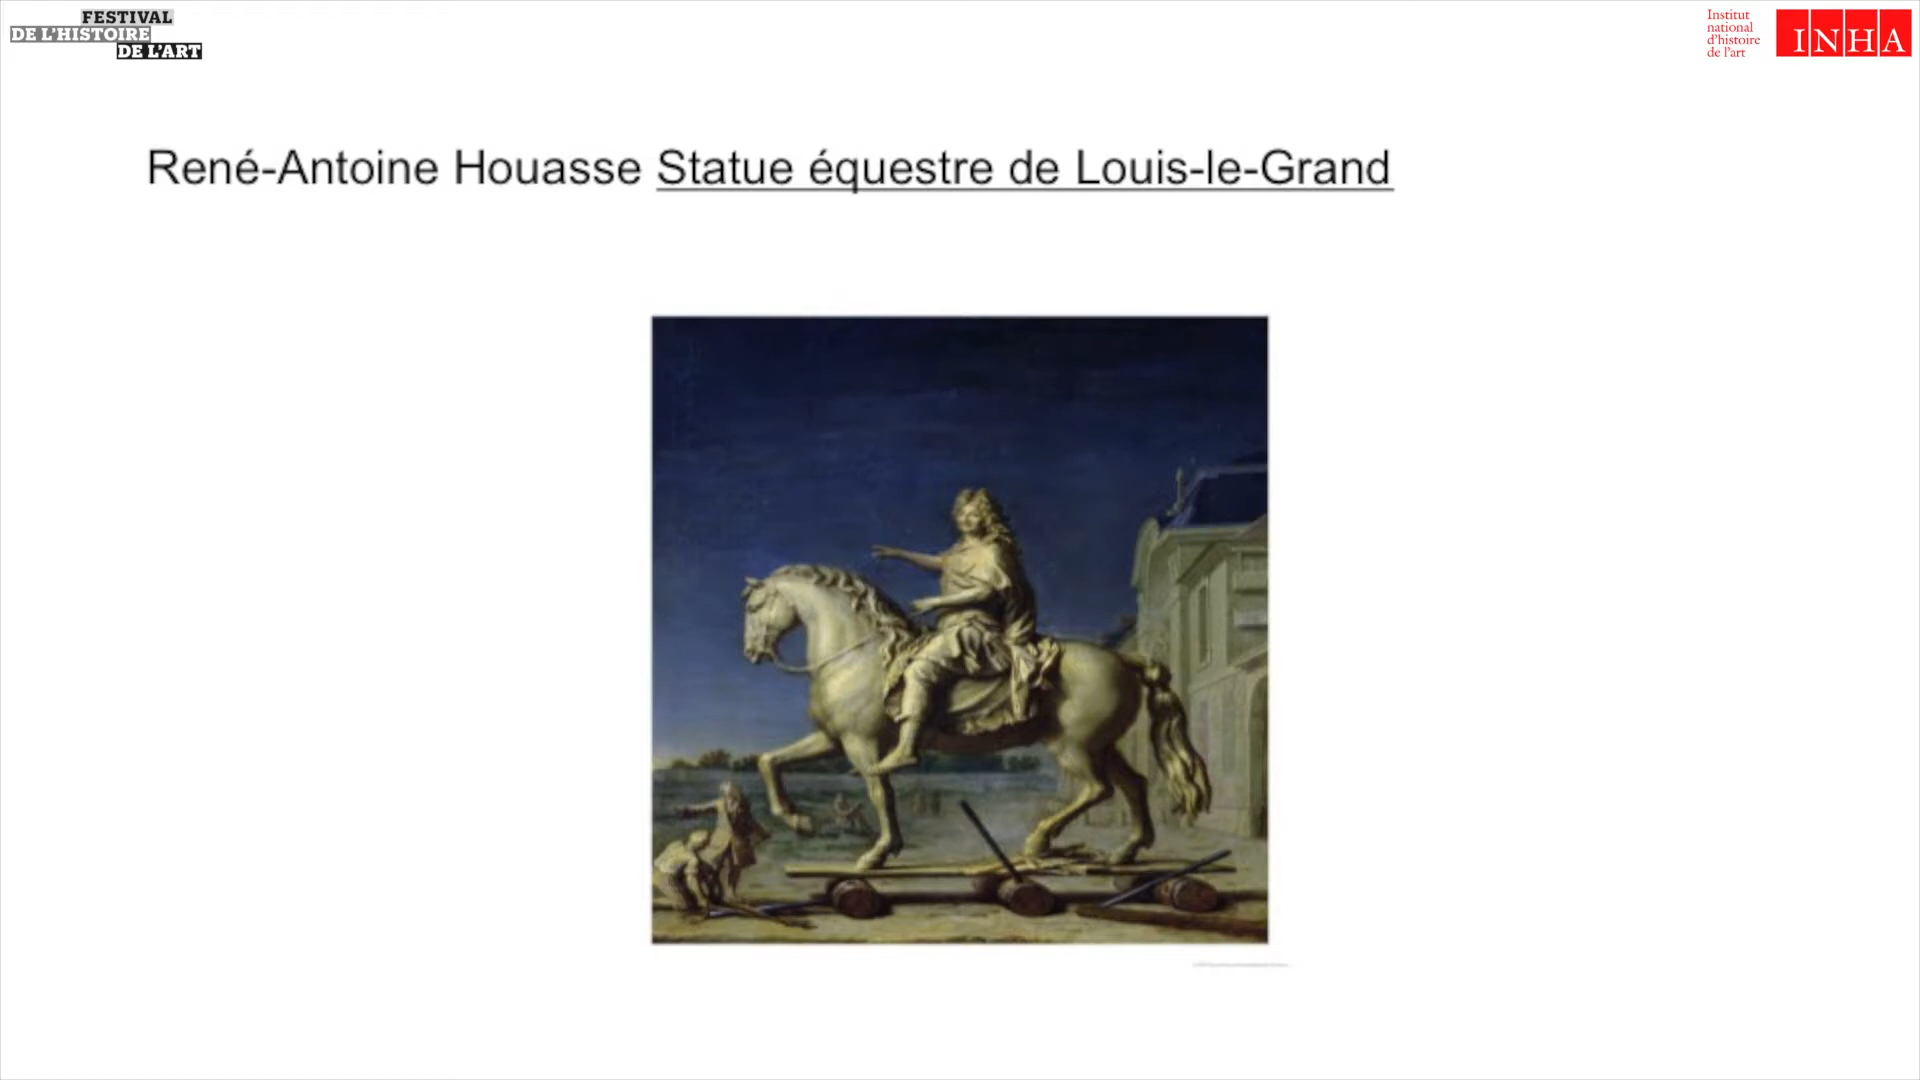 FESTIVAL
DE L'HISTOIRE
DE L'ART
Institut
national
d'histoire
de l'art
INHA
René-Antoine Houasse Statue équestre de Louis-le-Grand